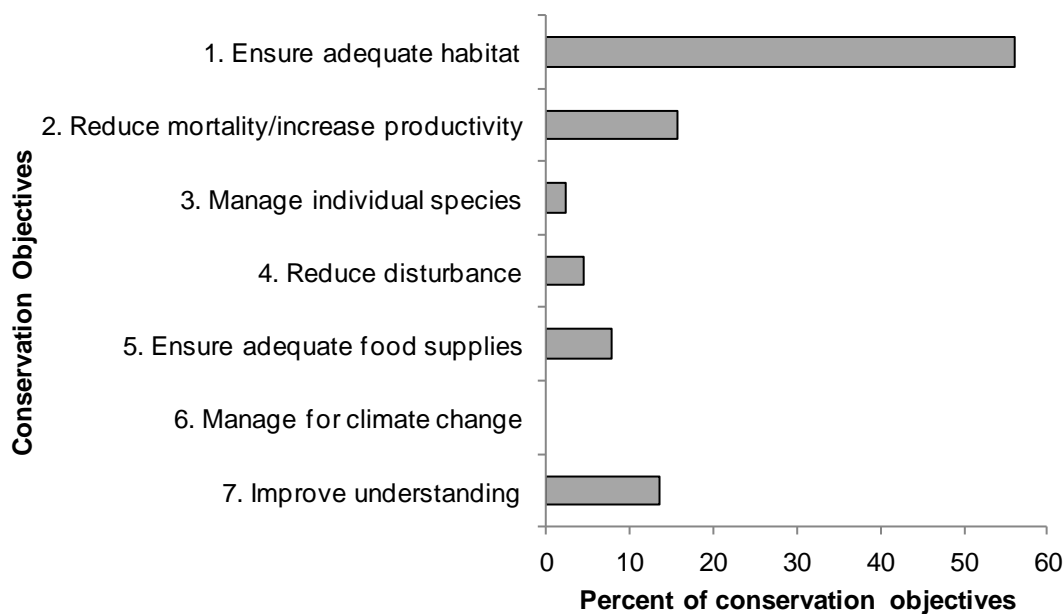 Conservation Objectives
1. Ensure adequate habitat
2. Reduce mortality/increase productivity
3. Manage individual species
4. Reduce disturbance
5. Ensure adequate food supplies
6. Manage for climate change
7. Improve understanding
0 10 20 30 40 50 60
Percent of conservation objectives